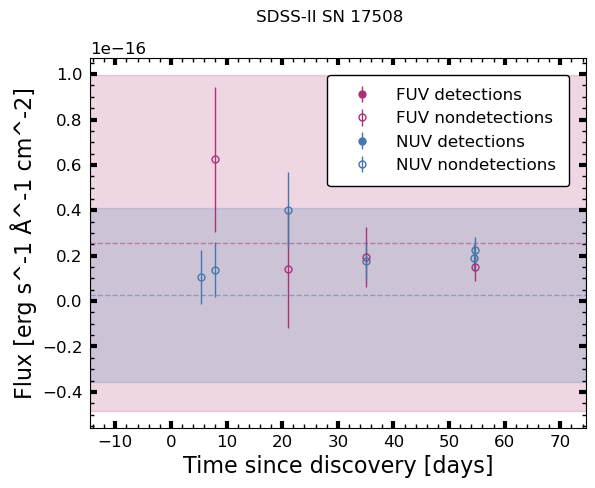 SDSS-II SN 17508
1e−16
1.0
0.8
0.6
0.4
0.2
0.0
−0.2
−0.4
Flux [erg s^-1 Å^-1 cm^-2]
FUV detections
FUV nondetections
NUV detections
NUV nondetections
−10 0 10 20 30 40 50 60 70
Time since discovery [days]